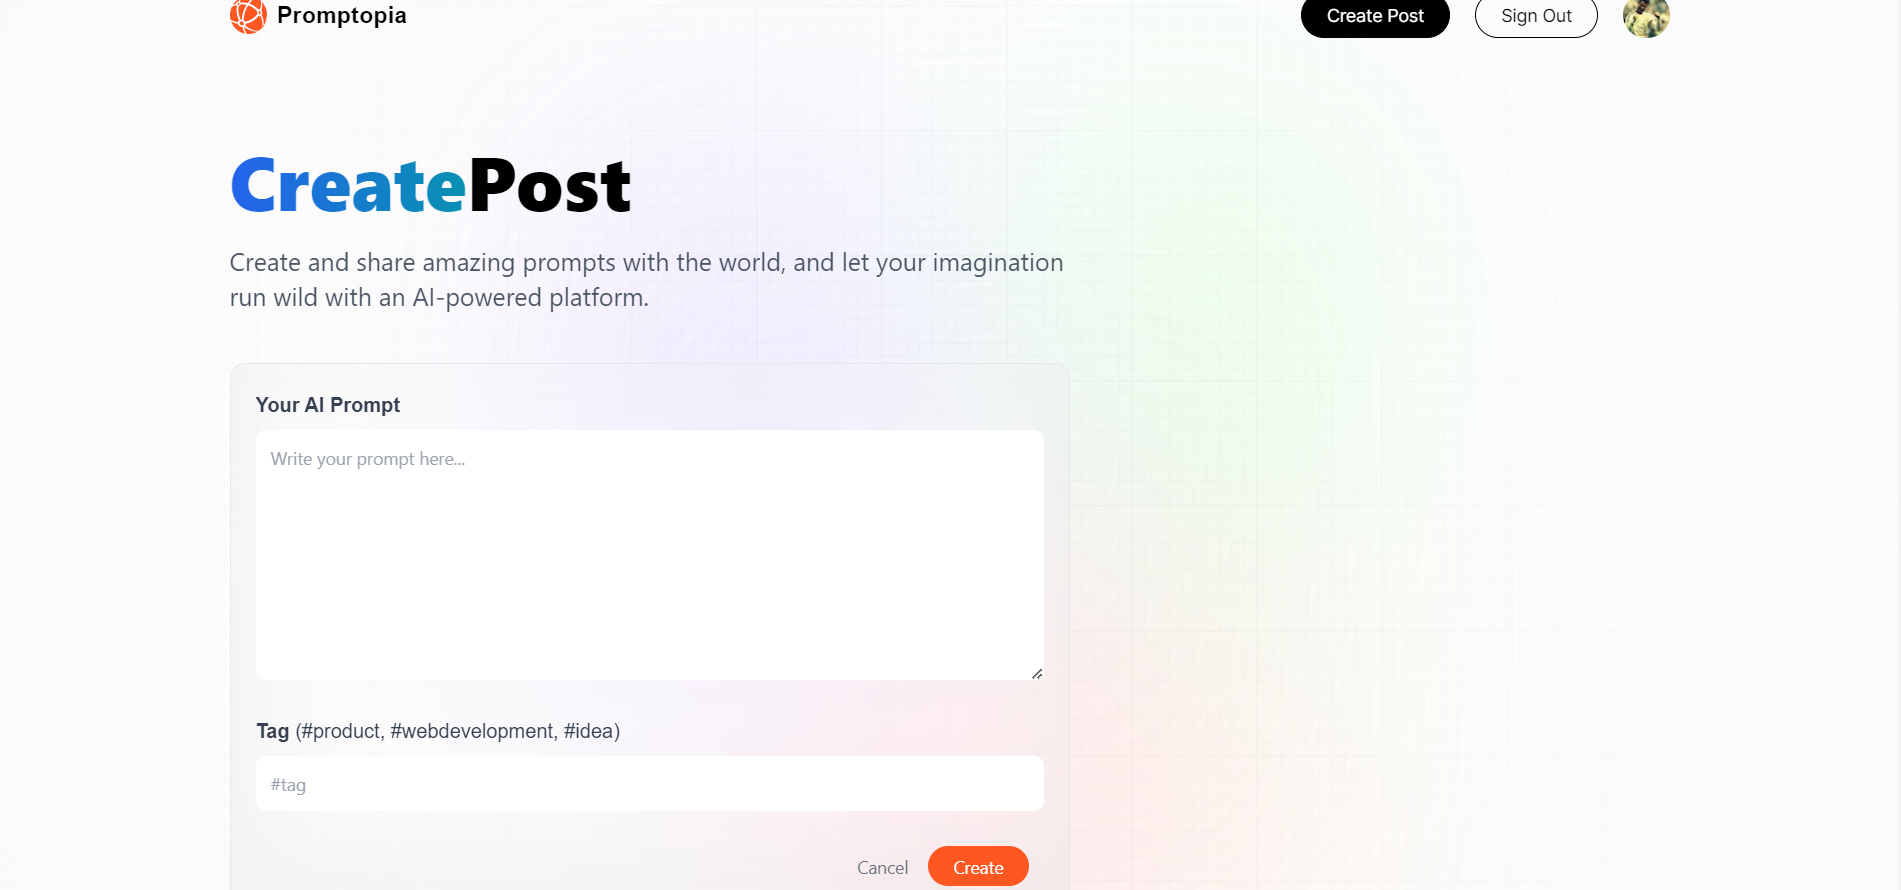 Promptopia
Create Post
Sign Out
CreatePost
Create and share amazing prompts with the world, and let your imagination
run wild with an AI-powered platform.
Your AI Prompt
Write your prompt here...
Tag (#product, #webdevelopment, #idea)
#tag
Cancel
Create